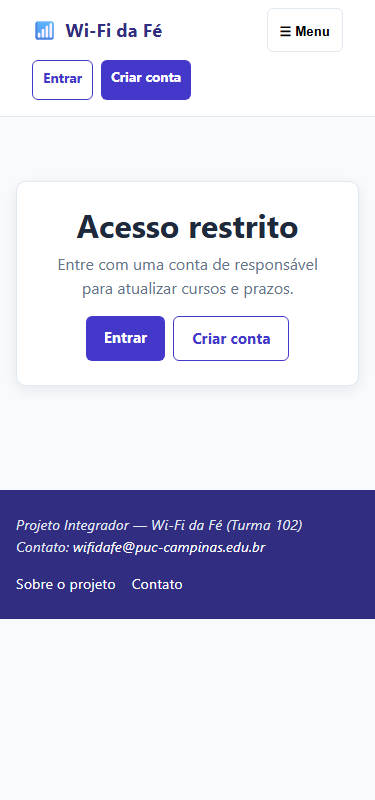 Wi-Fi da Fé
☰ Menu
Entrar
Criar conta
Acesso restrito
Entre com uma conta de responsável
para atualizar cursos e prazos.
Entrar
Criar conta
Projeto Integrador — Wi-Fi da Fé (Turma 102)
Contato: wifidafe@puc-campinas.edu.br
Sobre o projeto
Contato